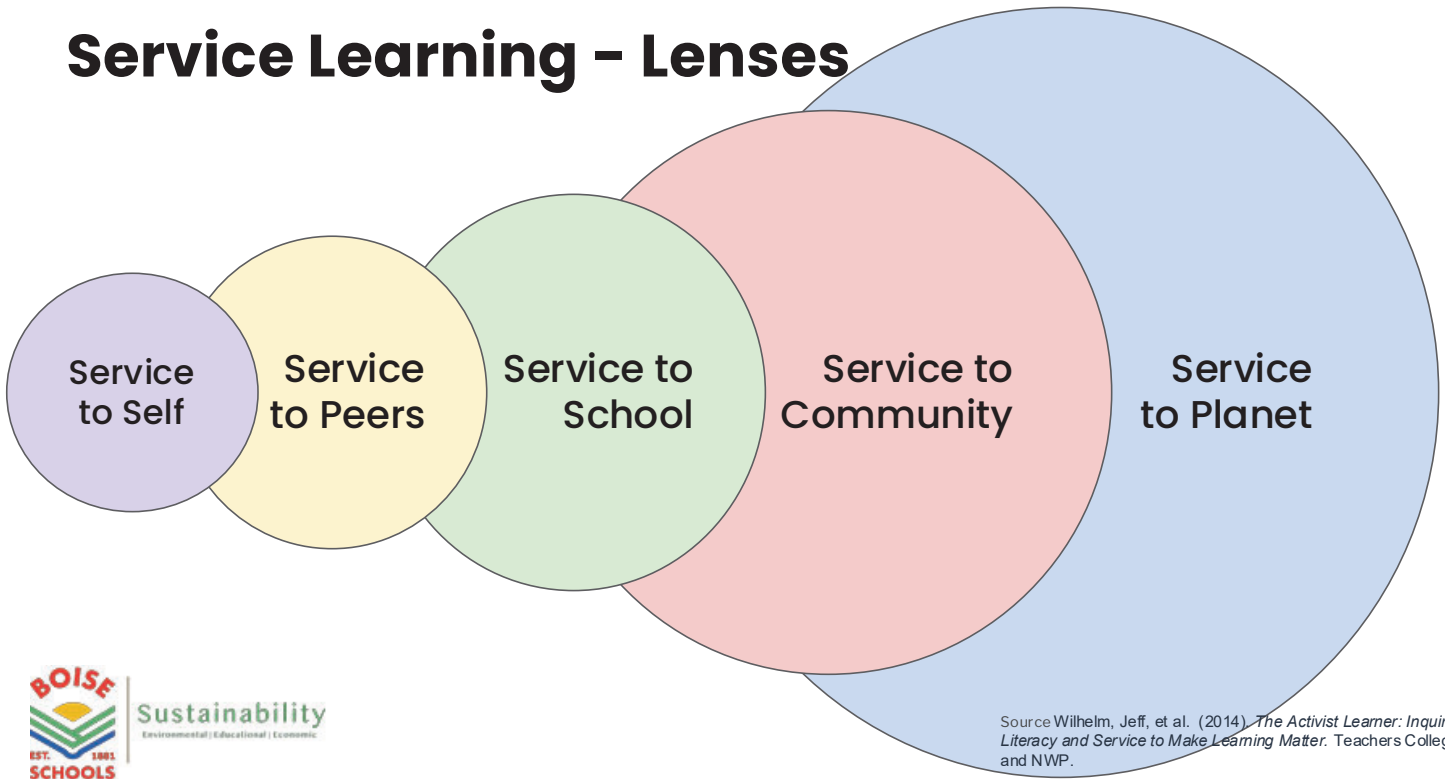 Service Learning – Lenses
Service
to Self
Service
to Peers
Service to
School
Service to
Community
Service
to Planet
BOISE
EST. 1881
SCHOOLS
Sustainability
Environmental | Educational | Economic
Source Wilhelm, Jeff, et al. (2014). The Activist Learner:
Literacy and Service to Make Learning Matter. Teachers
and NWP.